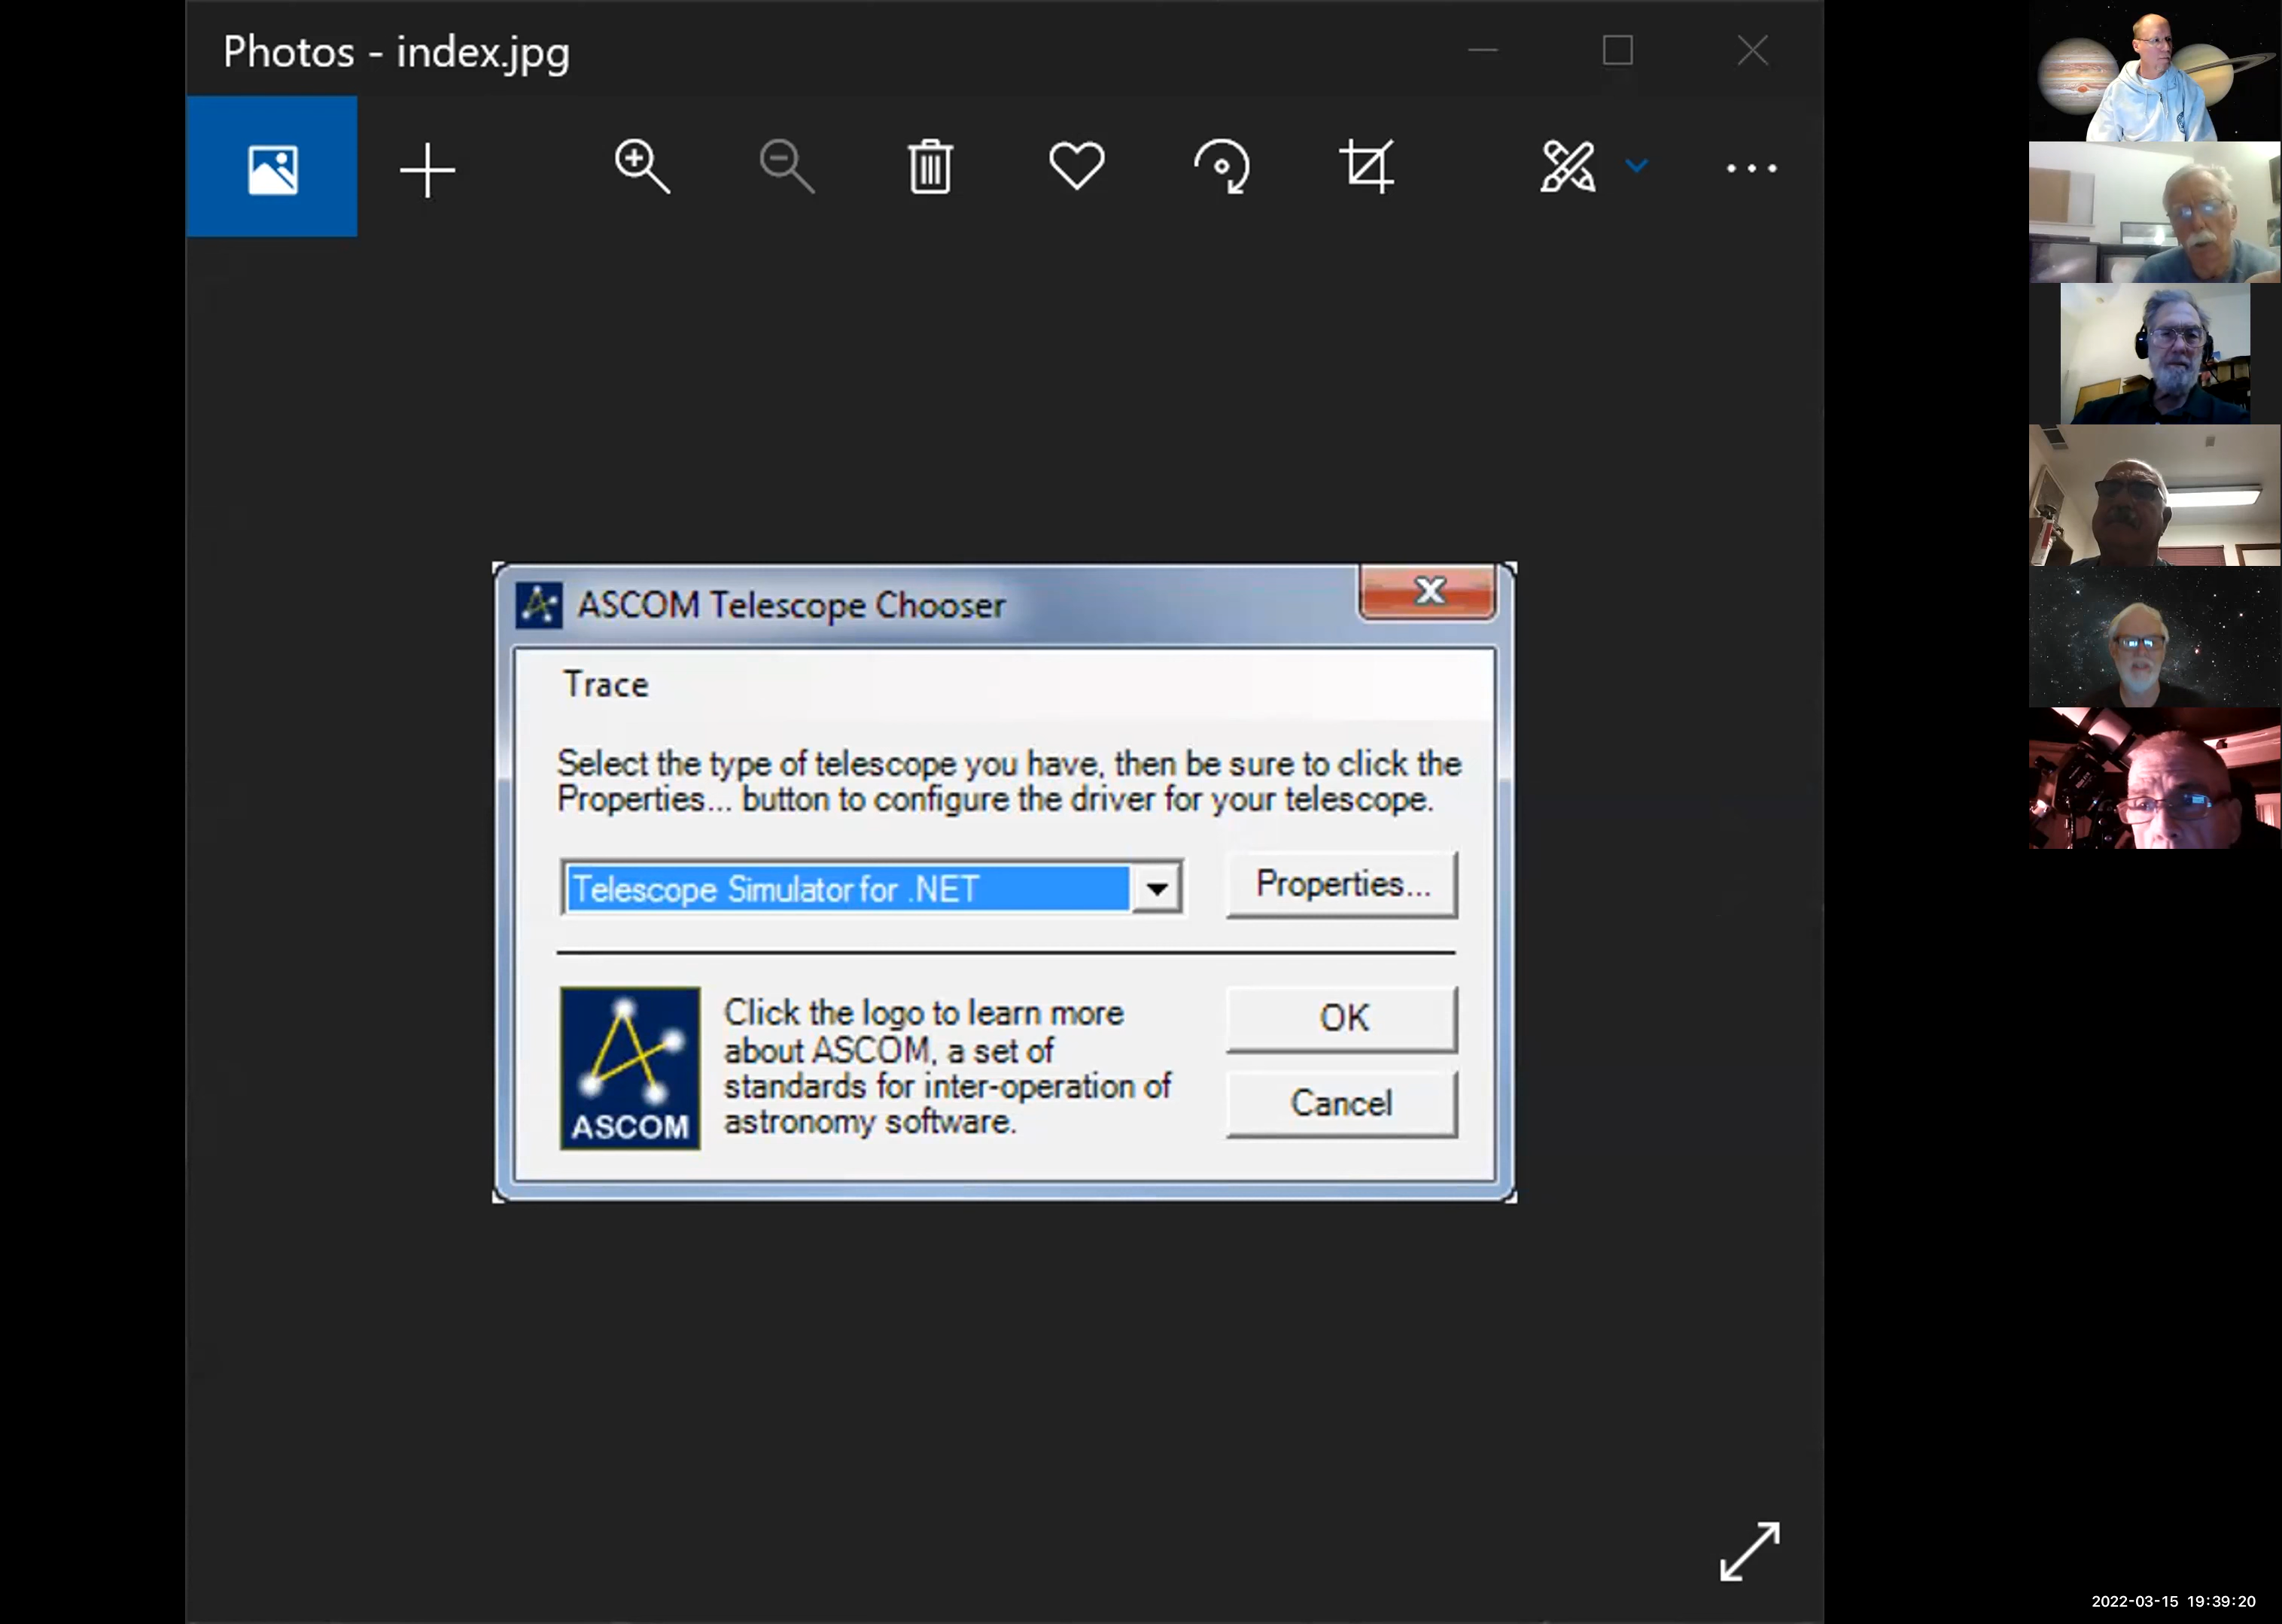 Photos - index.jpg
ASCOM Telescope Chooser
Trace
Select the type of telescope you have, then be sure to click the
Properties... button to configure the driver for your telescope.
Telescope Simulator for .NET
Properties...
Click the logo to learn more
about ASCOM, a set of
standards for inter-operation of
astronomy software.
ASCOM
OK
Cancel
2022-03-15 19:39:20